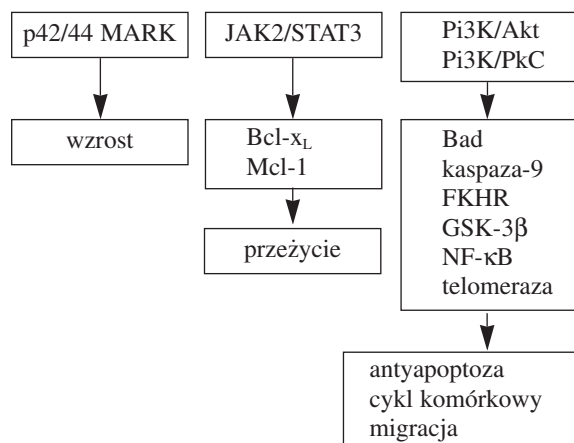 p42/44 MARK
wzrost
JAK2/STAT3
Bcl-x_L
Mcl-1
przeżycie
Pi3K/Akt
Pi3K/PkC
Bad
kaspaza-9
FKHR
GSK-3β
NF-κB
telomeraza
antyapoptoza
cykl komórkowy
migracja